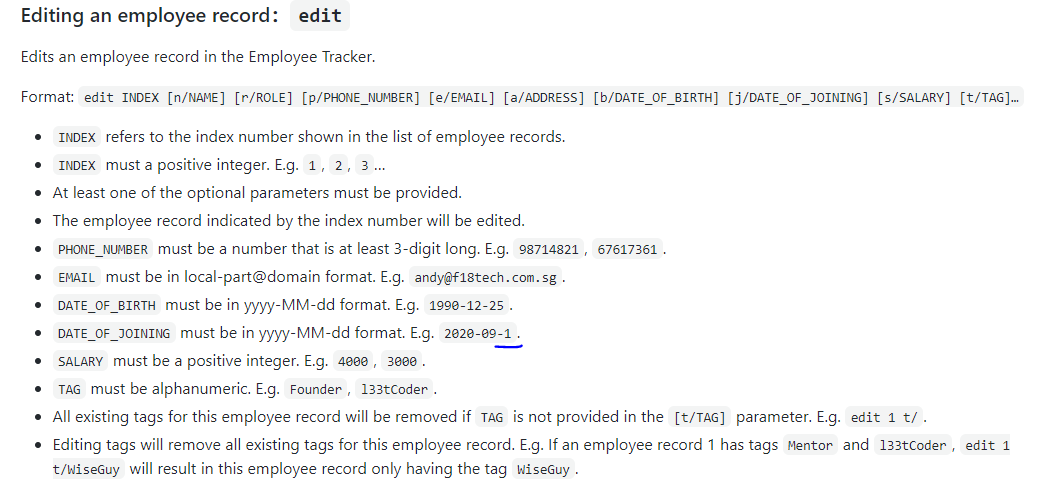 Editing an employee record: edit
Edits an employee record in the Employee Tracker.
Format: edit INDEX [n/NAME] [r/ROLE] [p/PHONE_NUMBER] [e/EMAIL] [a/ADDRESS] [b/DATE_OF_BIRTH] [j/DATE_OF_JOINING] [s/SALARY] [t/TAG]…
• INDEX refers to the index number shown in the list of employee records.
• INDEX must a positive integer. E.g. 1, 2, 3…
• At least one of the optional parameters must be provided.
• The employee record indicated by the index number will be edited.
• PHONE_NUMBER must be a number that is at least 3-digit long. E.g. 98714821, 67617361.
• EMAIL must be in local-part@domain format. E.g. andy@f18tech.com.sg.
• DATE_OF_BIRTH must be in yyyy-MM-dd format. E.g. 1990-12-25.
• DATE_OF_JOINING must be in yyyy-MM-dd format. E.g. 2020-09-1.
• SALARY must be a positive integer. E.g. 4000, 3000.
• TAG must be alphanumeric. E.g. Founder, l33tCoder.
• All existing tags for this employee record will be removed if TAG is not provided in the [t/TAG] parameter. E.g. edit 1 t/.
• Editing tags will remove all existing tags for this employee record. E.g. If an employee record 1 has tags Mentor and l33tCoder, edit 1
t/WiseGuy will result in this employee record only having the tag WiseGuy.